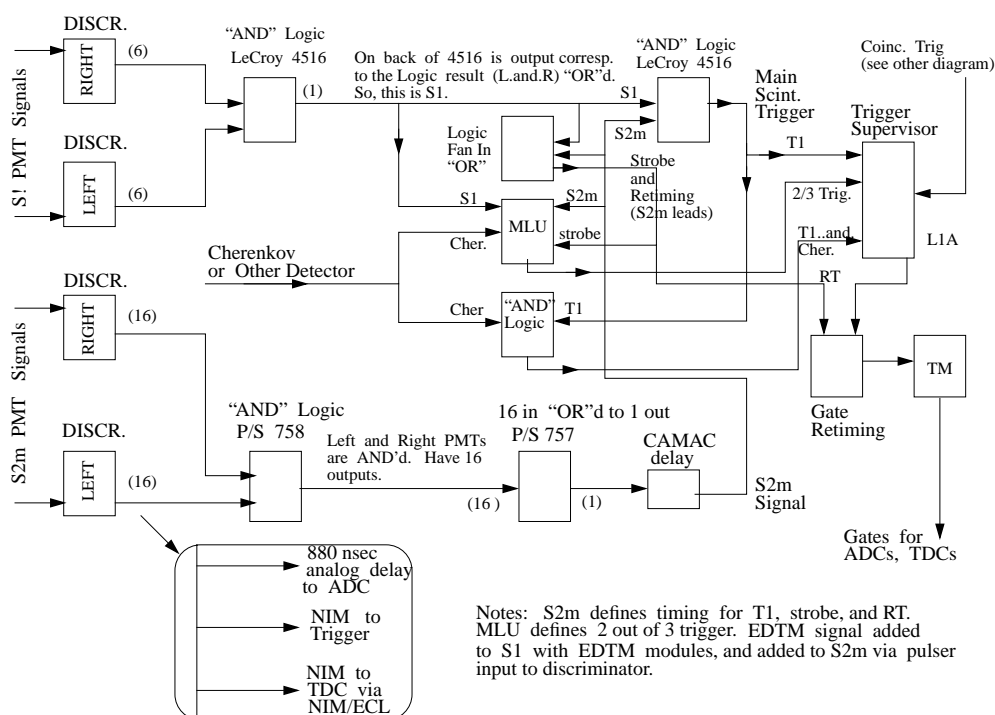 DISCR.
RIGHT
(6)
“AND” Logic
LeCroy 4516
(1)
DISCR.
LEFT
(6)
S! PMT Signals
On back of 4516 is output corresp.
to the Logic result (L.and.R) “OR”d.
So, this is S1.
“AND” Logic
LeCroy 4516
S1
S2m
Main
Scint.
Trigger
Coinc. Trig
(see other diagram)
Trigger
Supervisor
T1
2/3 Trig.
T1..and.
Cher.
L1A
RT
Logic
Fan In
“OR”
Strobe
and
Retiming
(S2m leads)
S1
S2m
MLU
Cher.
strobe
Cherenkov
or Other Detector
Cher
“AND”
Logic
T1
DISCR.
RIGHT
(16)
S2m PMT Signals
DISCR.
LEFT
(16)
“AND” Logic
P/S 758
Left and Right PMTs
are AND’d. Have 16
outputs.
16 in “OR”d to 1 out
P/S 757
(16 )
(1)
CAMAC
delay
S2m
Signal
Gate
Retiming
TM
Gates for
ADCs, TDCs
880 nsec
analog delay
to ADC
NIM to
Trigger
NIM to
TDC via
NIM/ECL
Notes: S2m defines timing for T1, strobe, and RT.
MLU defines 2 out of 3 trigger. EDTM signal added
to S1 with EDTM modules, and added to S2m via pulser
input to discriminator.